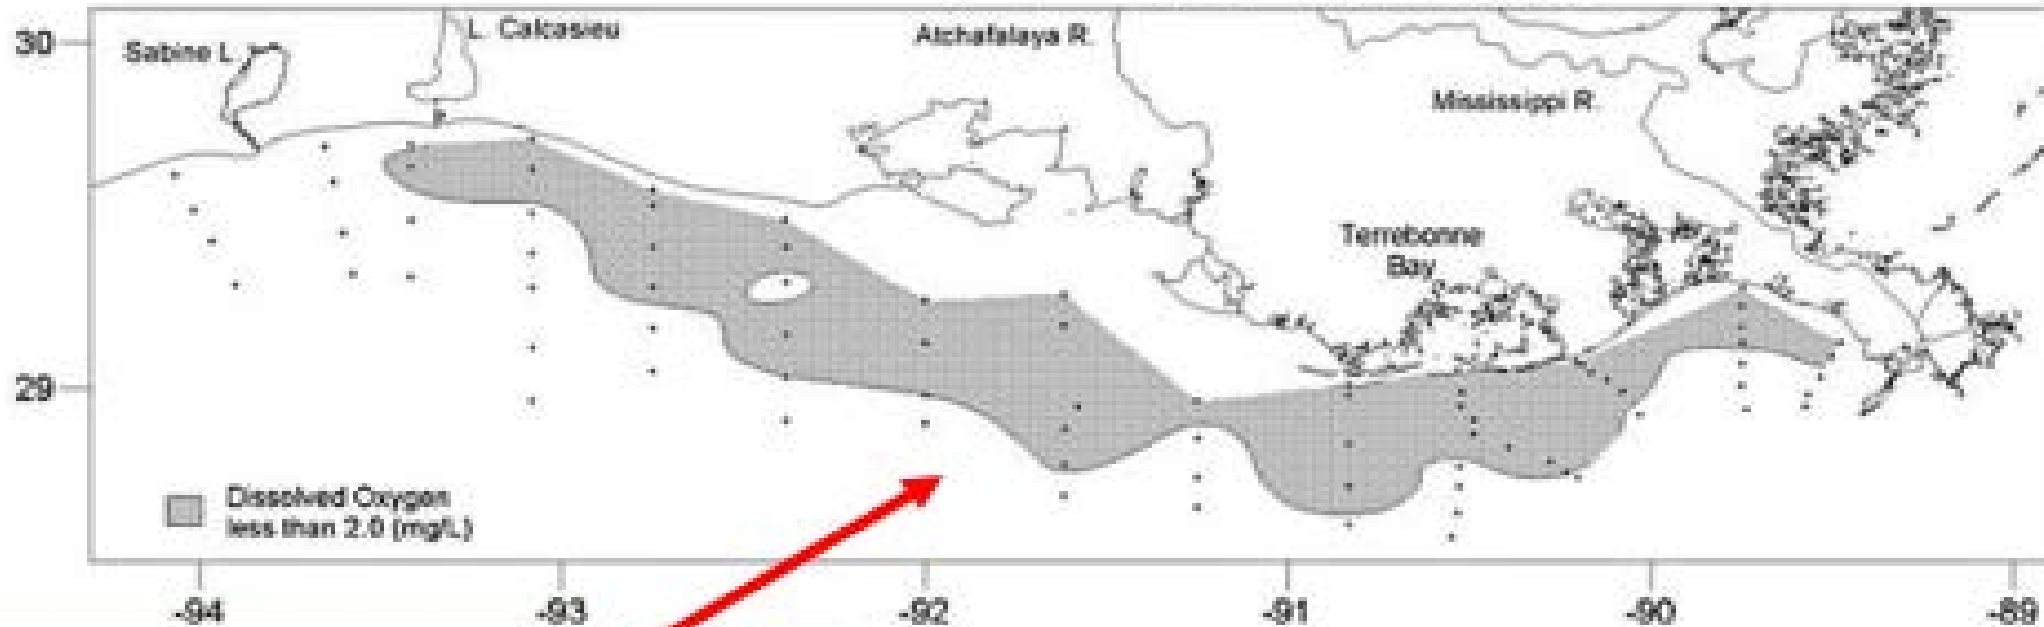 30
Sabine L.
L. Calcasieu
Atchafalaya R.
Mississippi R.
Terrebonne
Bay
29
Dissolved Oxygen
less than 2.0 (mg/L)
-94
-93
-92
-91
-90
-89